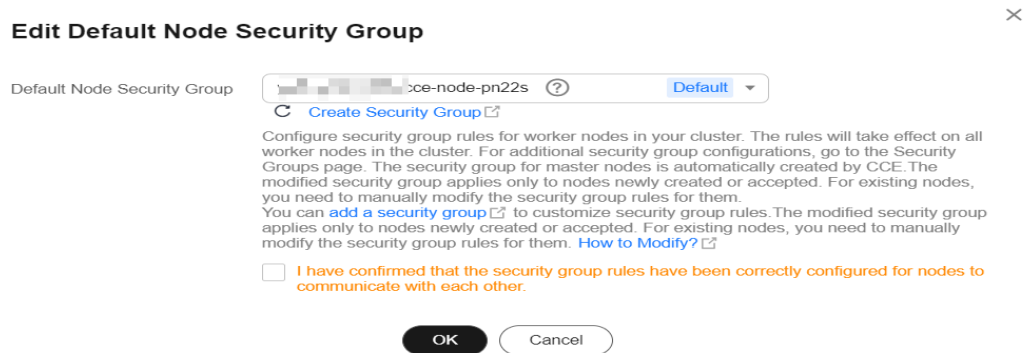 Edit Default Node Security Group
Default Node Security Group
cce-node-pn22s
Default
Create Security Group
Configure security group rules for worker nodes in your cluster. The rules will take effect on all
worker nodes in the cluster. For additional security group configurations, go to the Security
Groups page. The security group for master nodes is automatically created by CCE.The
modified security group applies only to nodes newly created or accepted. For existing nodes,
you need to manually modify the security group rules for them.
You can add a security group to customize security group rules.The modified security group
applies only to nodes newly created or accepted. For existing nodes, you need to manually
modify the security group rules for them. How to Modify?
I have confirmed that the security group rules have been correctly configured for nodes to
communicate with each other.
OK
Cancel